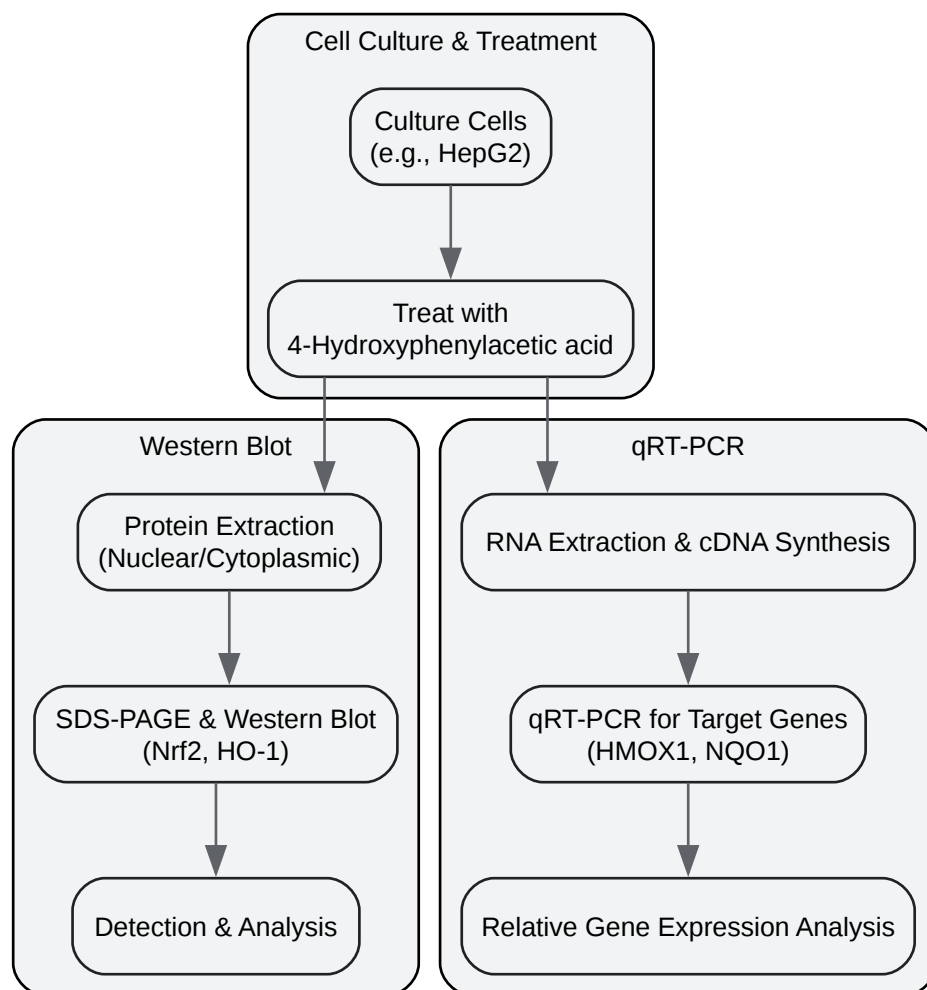 Cell Culture & Treatment
Culture Cells
(e.g., HepG2)
Treat with
4-Hydroxyphenylacetic acid
Western Blot
Protein Extraction
(Nuclear/Cytoplasmic)
SDS-PAGE & Western Blot
(Nrf2, HO-1)
Detection & Analysis
qRT-PCR
RNA Extraction & cDNA Synthesis
qRT-PCR for Target Genes
(HMOX1, NQO1)
Relative Gene Expression Analysis